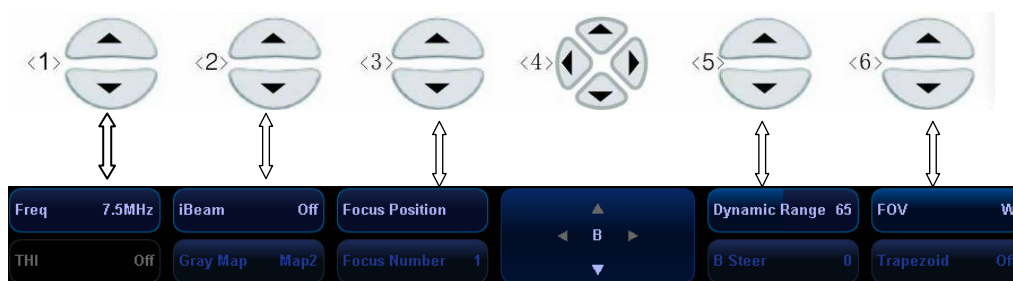 <1> <2> <3> <4> <5> <6>
Freq 7.5MHz iBeam Off Focus Position B Dynamic Range 65 FOV W
THI Off Gray Map Map2 Focus Number 1 B Steer 0 Trapezoid Off